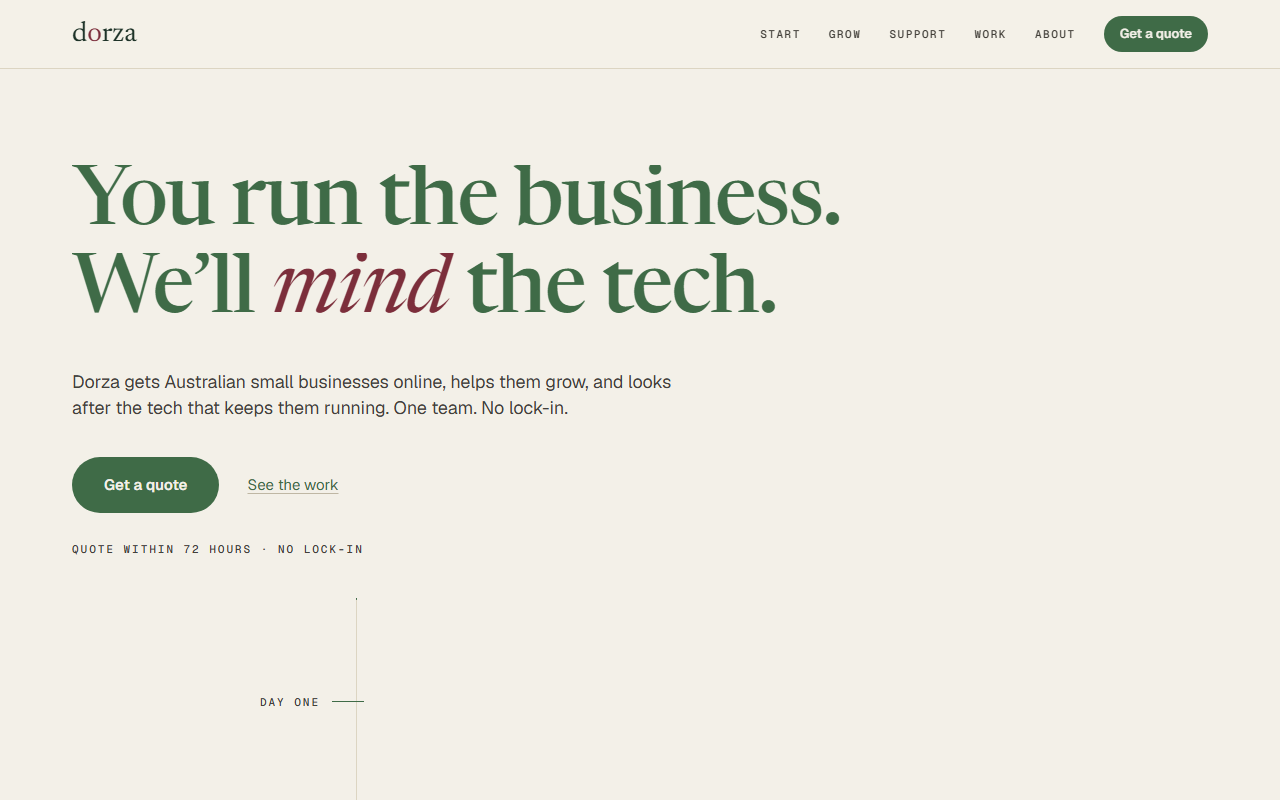 dorza
START GROW SUPPORT WORK ABOUT Get a quote
You run the business.
We’ll mind the tech.
Dorza gets Australian small businesses online, helps them grow, and looks
after the tech that keeps them running. One team. No lock-in.
Get a quote See the work
QUOTE WITHIN 72 HOURS · NO LOCK-IN
DAY ONE